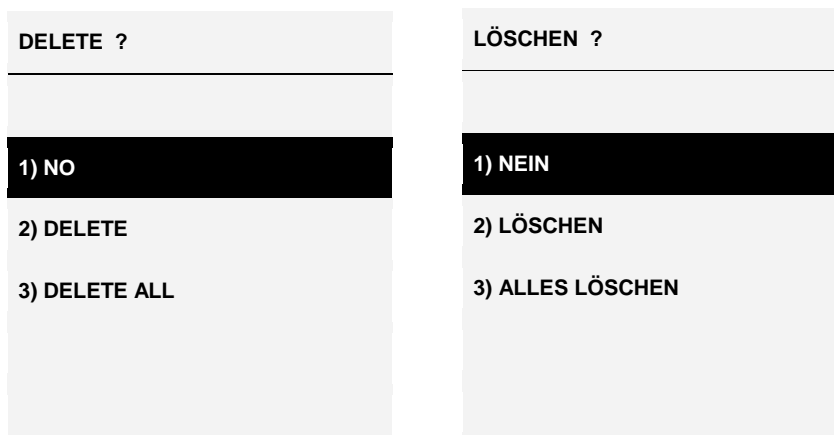 DELETE ?
1) NO
2) DELETE
3) DELETE ALL
LÖSCHEN ?
1) NEIN
2) LÖSCHEN
3) ALLES LÖSCHEN